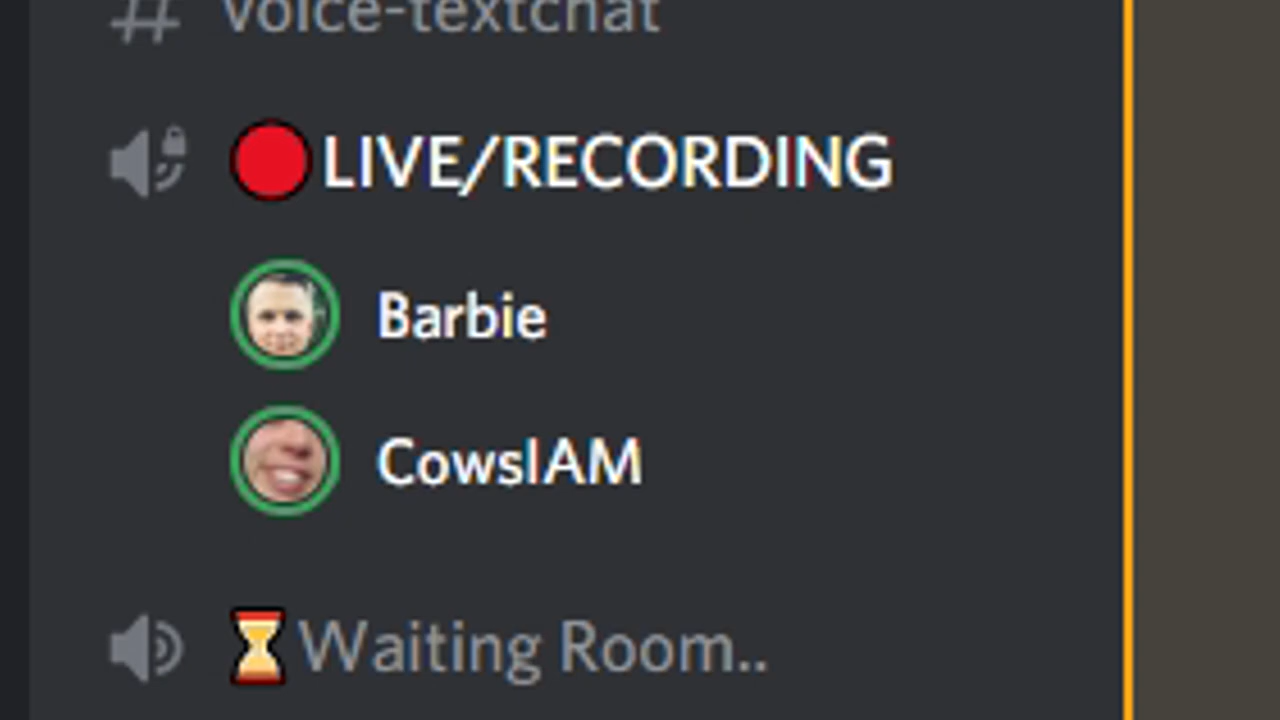 # voice-textchat
🔴LIVE/RECORDING
Barbie
CowsIAM
⏳Waiting Room..